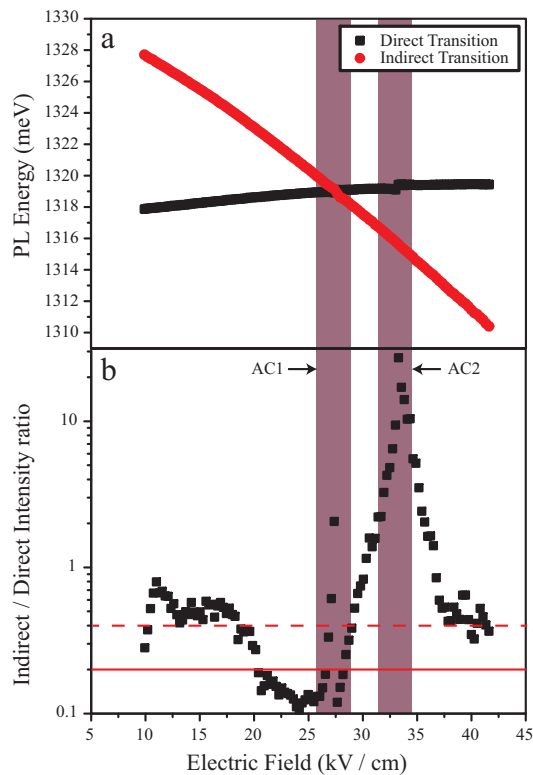 1330
1328
1326
1324
1322
1320
1318
1316
1314
1312
1310
PL Energy (meV)
a
Direct Transition
Indirect Transition
b
AC1
AC2
10
1
0.1
Indirect / Direct Intensity ratio
5 10 15 20 25 30 35 40 45
Electric Field (kV / cm)